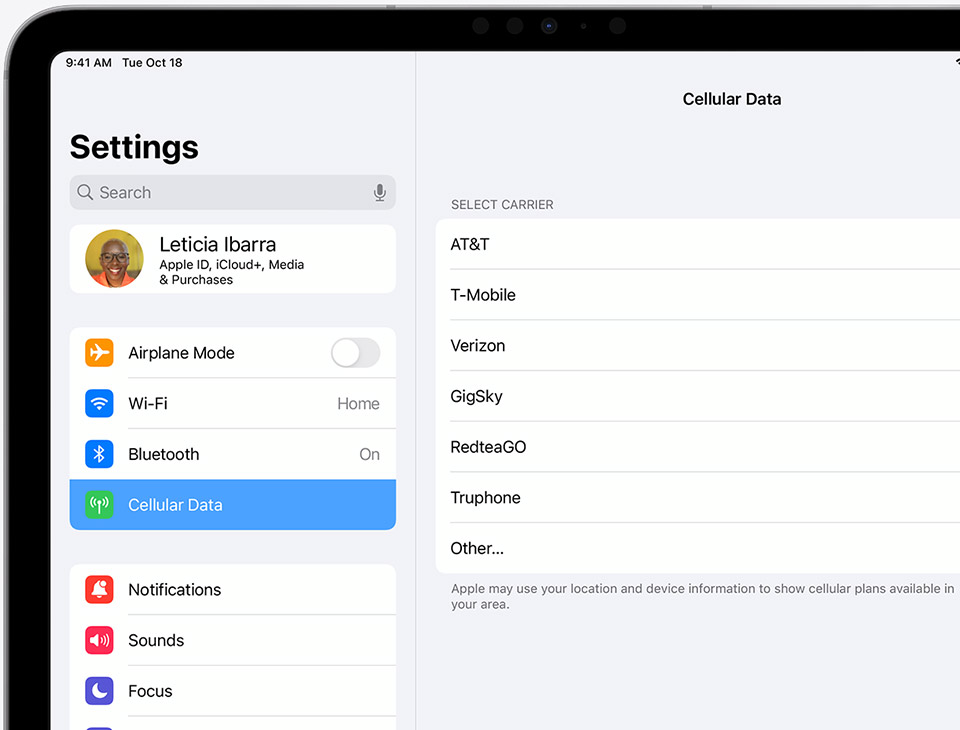 9:41 AM Tue Oct 18
Settings
Search
Leticia Ibarra
Apple ID, iCloud+, Media
& Purchases
Airplane Mode
Wi-Fi Home
Bluetooth On
Cellular Data
Notifications
Sounds
Focus
Cellular Data
SELECT CARRIER
AT&T
T-Mobile
Verizon
GigSky
RedteaGO
Truphone
Other...
Apple may use your location and device information to show cellular plans available in
your area.